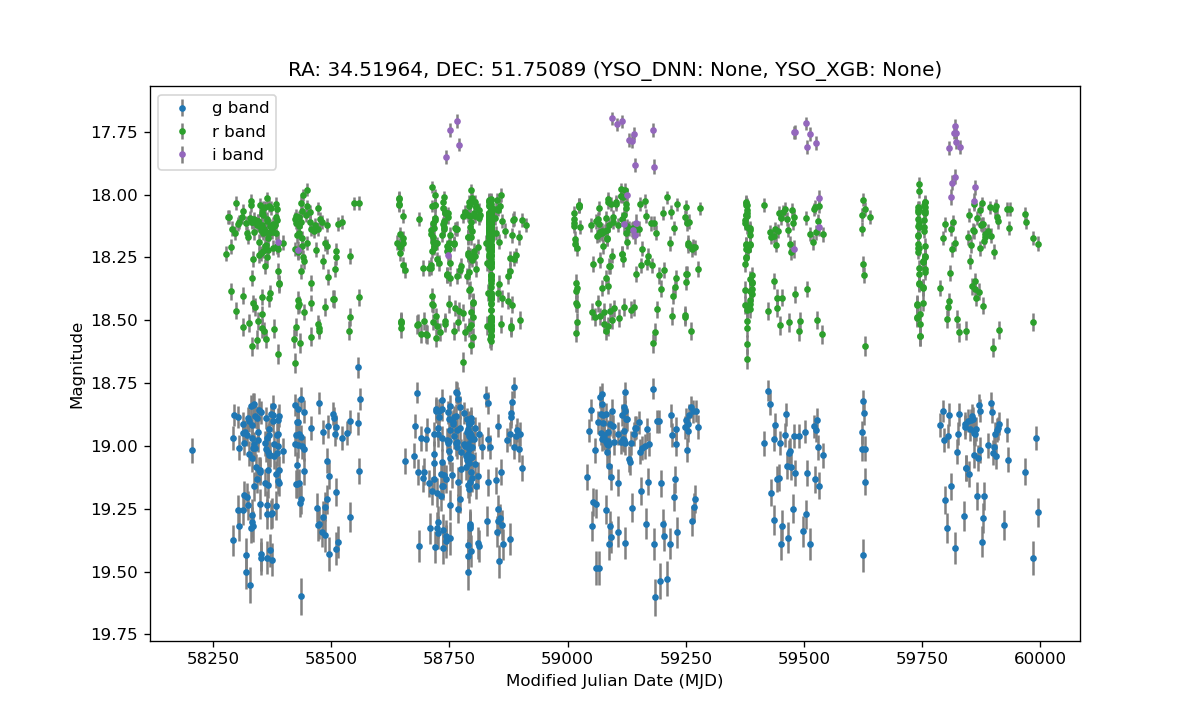 RA: 34.51964, DEC: 51.75089 (YSO_DNN: None, YSO_XGB: None)
g band
r band
i band
17.75
18.00
18.25
18.50
18.75
19.00
19.25
19.50
19.75
Magnitude
58250 58500 58750 59000 59250 59500 59750 60000
Modified Julian Date (MJD)